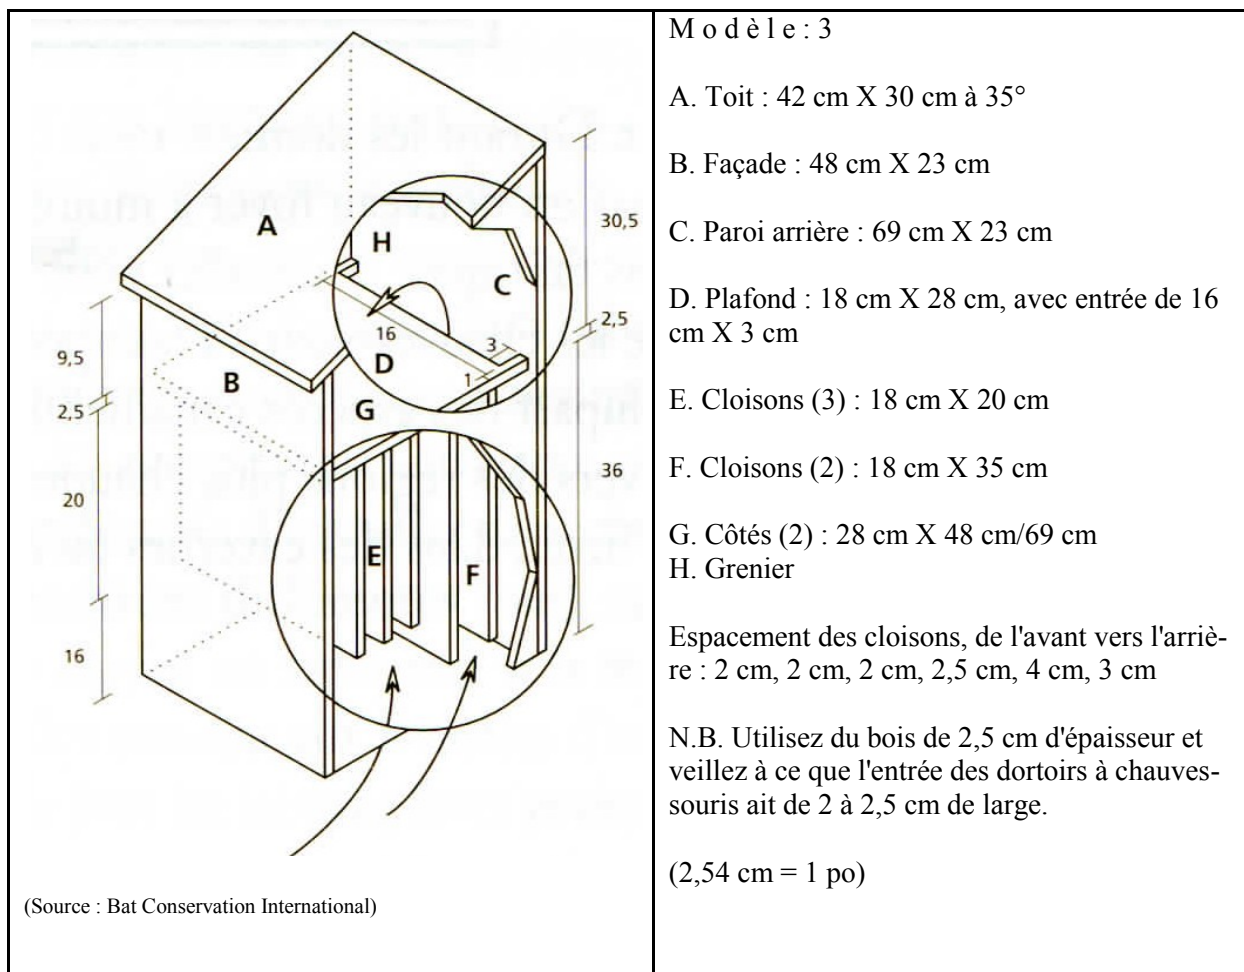 A
H
C
30,5
2,5
16
3
D
1
9,5
B
2,5
G
36
20
E
F
16
(Source : Bat Conservation International)
M o d è l e : 3
A. Toit : 42 cm X 30 cm à 35°
B. Façade : 48 cm X 23 cm
C. Paroi arrière : 69 cm X 23 cm
D. Plafond : 18 cm X 28 cm, avec entrée de 16
cm X 3 cm
E. Cloisons (3) : 18 cm X 20 cm
F. Cloisons (2) : 18 cm X 35 cm
G. Côtés (2) : 28 cm X 48 cm/69 cm
H. Grenier
Espacement des cloisons, de l'avant vers l'arriè-
re : 2 cm, 2 cm, 2 cm, 2,5 cm, 4 cm, 3 cm
N.B. Utilisez du bois de 2,5 cm d'épaisseur et
veillez à ce que l'entrée des dortoirs à chauves-
souris ait de 2 à 2,5 cm de large.
(2,54 cm = 1 po)